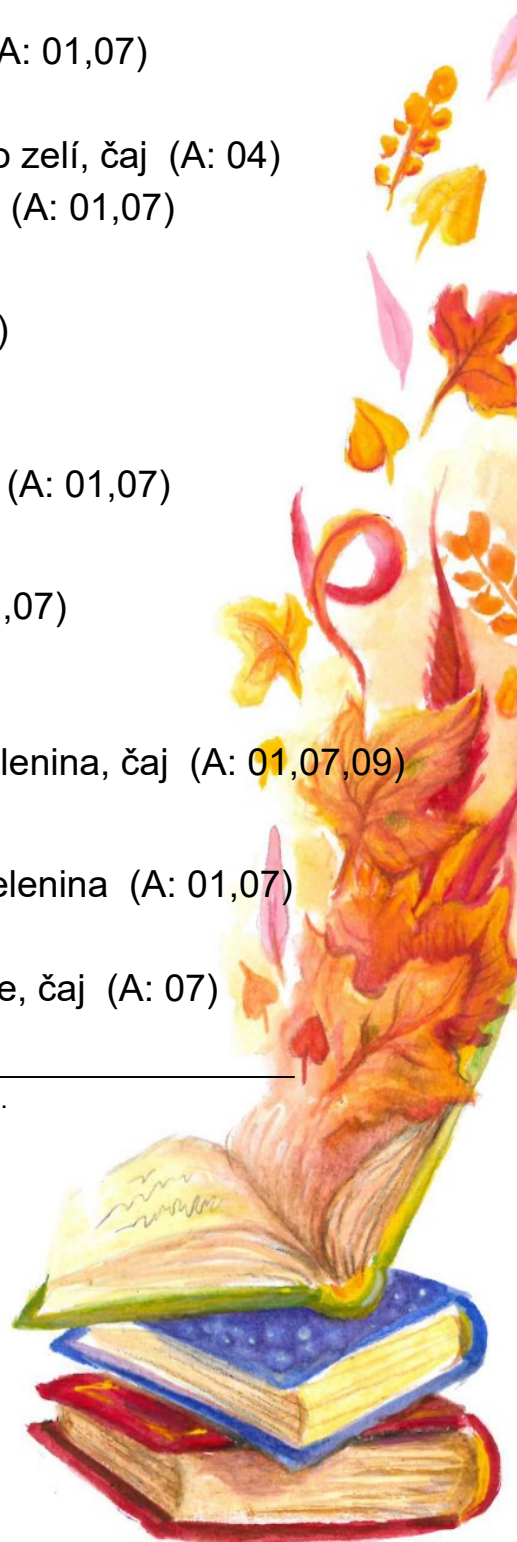 A: 01,07)
zelí, čaj (A: 04)
(A: 01,07)
)
(A: 01,07)
,07)
lenina, čaj (A: 01,07,09)
elenina (A: 01,07)
e, čaj (A: 07)
.